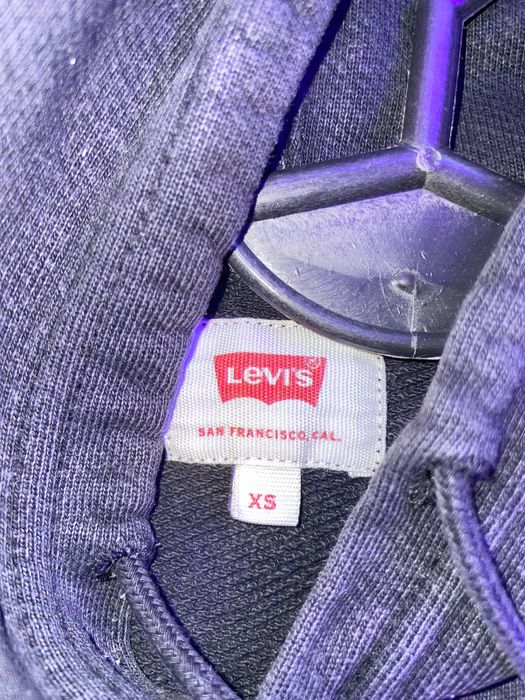 LEVI'S
SAN FRANCISCO, CAL.
XS